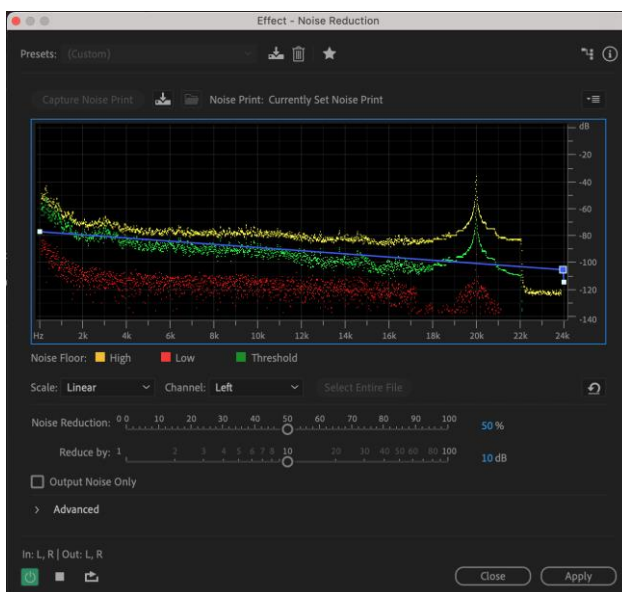 Effect - Noise Reduction
Presets: (Custom)
Capture Noise Print Noise Print: Currently Set Noise Print
dB
-20
-40
-60
-80
-100
-120
-140
Hz 2k 4k 6k 8k 10k 12k 14k 16k 18k 20k 22k 24k
Noise Floor: High Low Threshold
Scale: Linear Channel: Left Select Entire File
Noise Reduction: 0 0 10 20 30 40 50 60 70 80 90 100 50 %
Reduce by: 1 2 3 4 5 6 7 8 10 20 30 40 50 60 80 100 10 dB
Output Noise Only
Advanced
In: L, R | Out: L, R
Close Apply